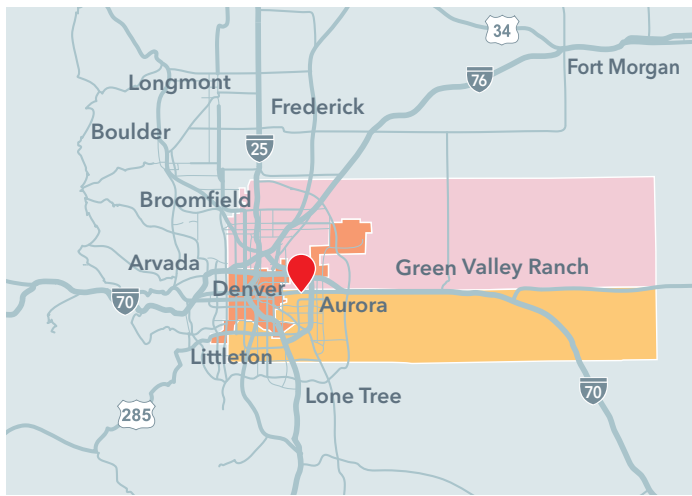 34
Fort Morgan
76
Longmont
Frederick
Boulder
25
Broomfield
Arvada
Green Valley Ranch
Denver
70
Aurora
Littleton
70
Lone Tree
285